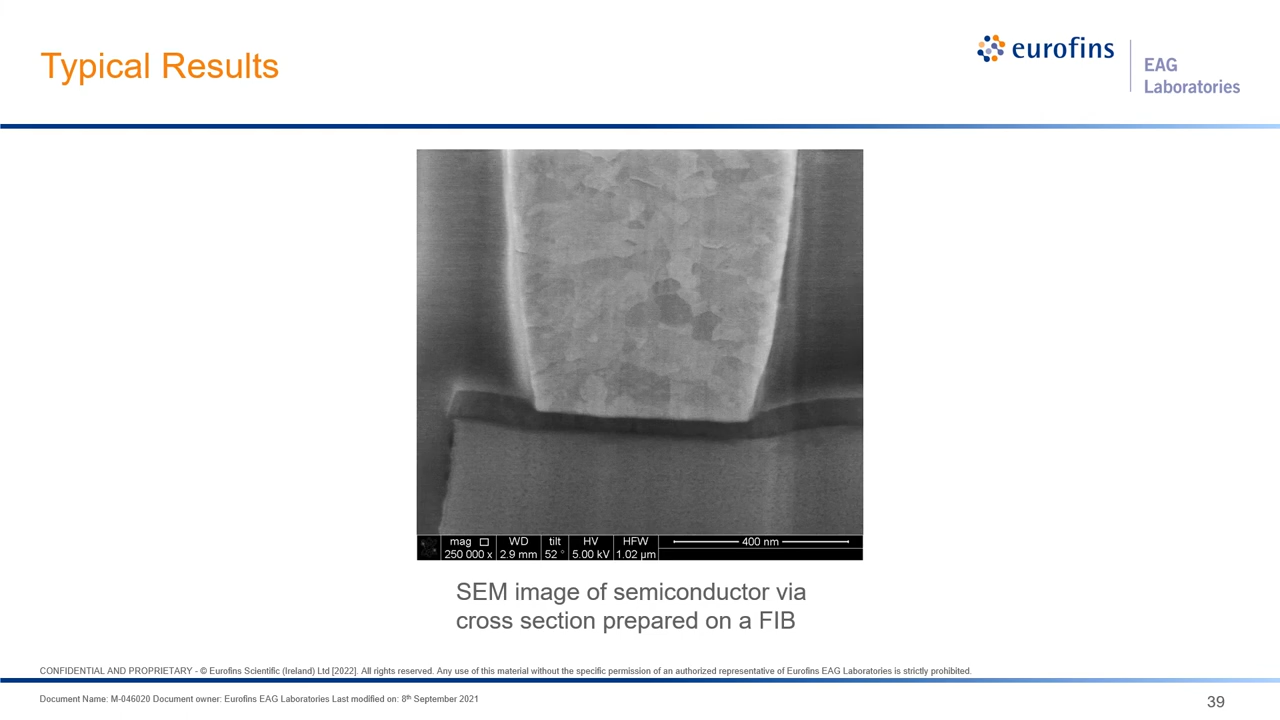 Typical Results
eurofins
EAG
Laboratories
mag WD tilt HV HFW 400 nm
250 000 x 2.9 mm 52 ° 5.00 kV 1.02 µm
SEM image of semiconductor via
cross section prepared on a FIB
CONFIDENTIAL AND PROPRIETARY - © Eurofins Scientific (Ireland) Ltd [2022]. All rights reserved. Any use of this material without the specific permission of an authorized representative of Eurofins EAG Laboratories is strictly prohibited.
Document Name: M-046020 Document owner: Eurofins EAG Laboratories Last modified on: 8th September 2021
39